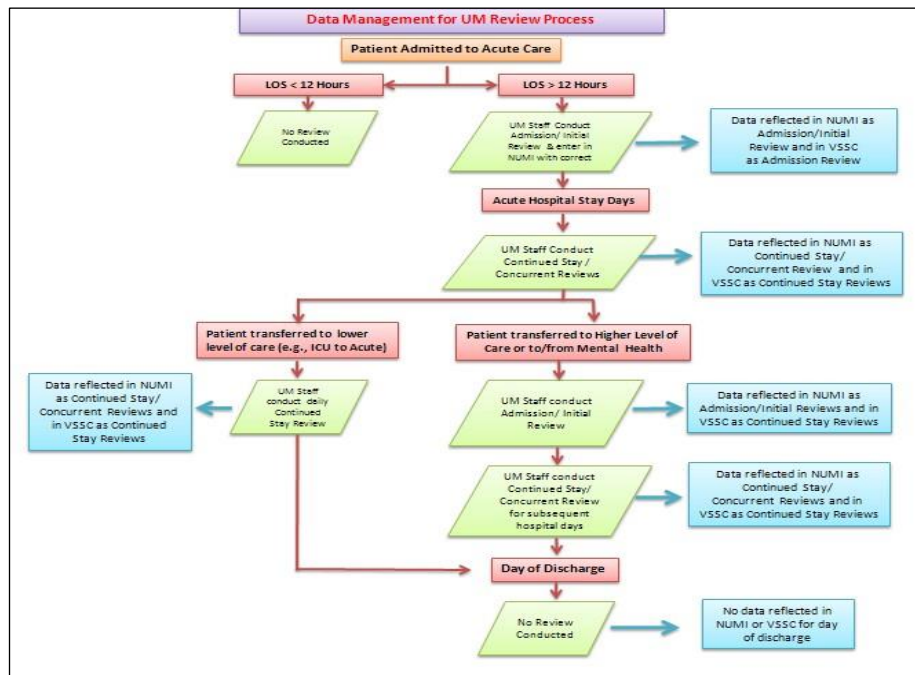 Data Management for UM Review Process
Patient Admitted to Acute Care
LOS < 12 Hours
LOS > 12 Hours
No Review
Conducted
UM Staff Conduct
Admission/ Initial
Review & enter in
NUMI with correct
Data reflected in NUMI as
Admission/Initial
Review and in VSSC
as Admission Review
Acute Hospital Stay Days
UM Staff Conduct
Continued Stay /
Concurrent Reviews
Data reflected in NUMI as
Continued Stay/
Concurrent Review and in
VSSC as Continued Stay Reviews
Patient transferred to lower
level of care (e.g., ICU to Acute)
Patient transferred to Higher Level of
Care or to/from Mental Health
Data reflected in NUMI
as Continued Stay/
Concurrent Reviews and
in VSSC as Continued
Stay Reviews
UM Staff
conduct daily
Continued
Stay Review
UM Staff conduct
Admission/ Initial
Review
Data reflected in NUMI as
Admission/Initial Reviews and in
VSSC as Continued Stay Reviews
UM Staff conduct
Continued Stay/
Concurrent Review
for subsequent
hospital days
Data reflected in NUMI as
Continued Stay/
Concurrent Reviews and in
VSSC as Continued Stay Reviews
Day of Discharge
No Review
Conducted
No data reflected in
NUMI or VSSC for day
of discharge